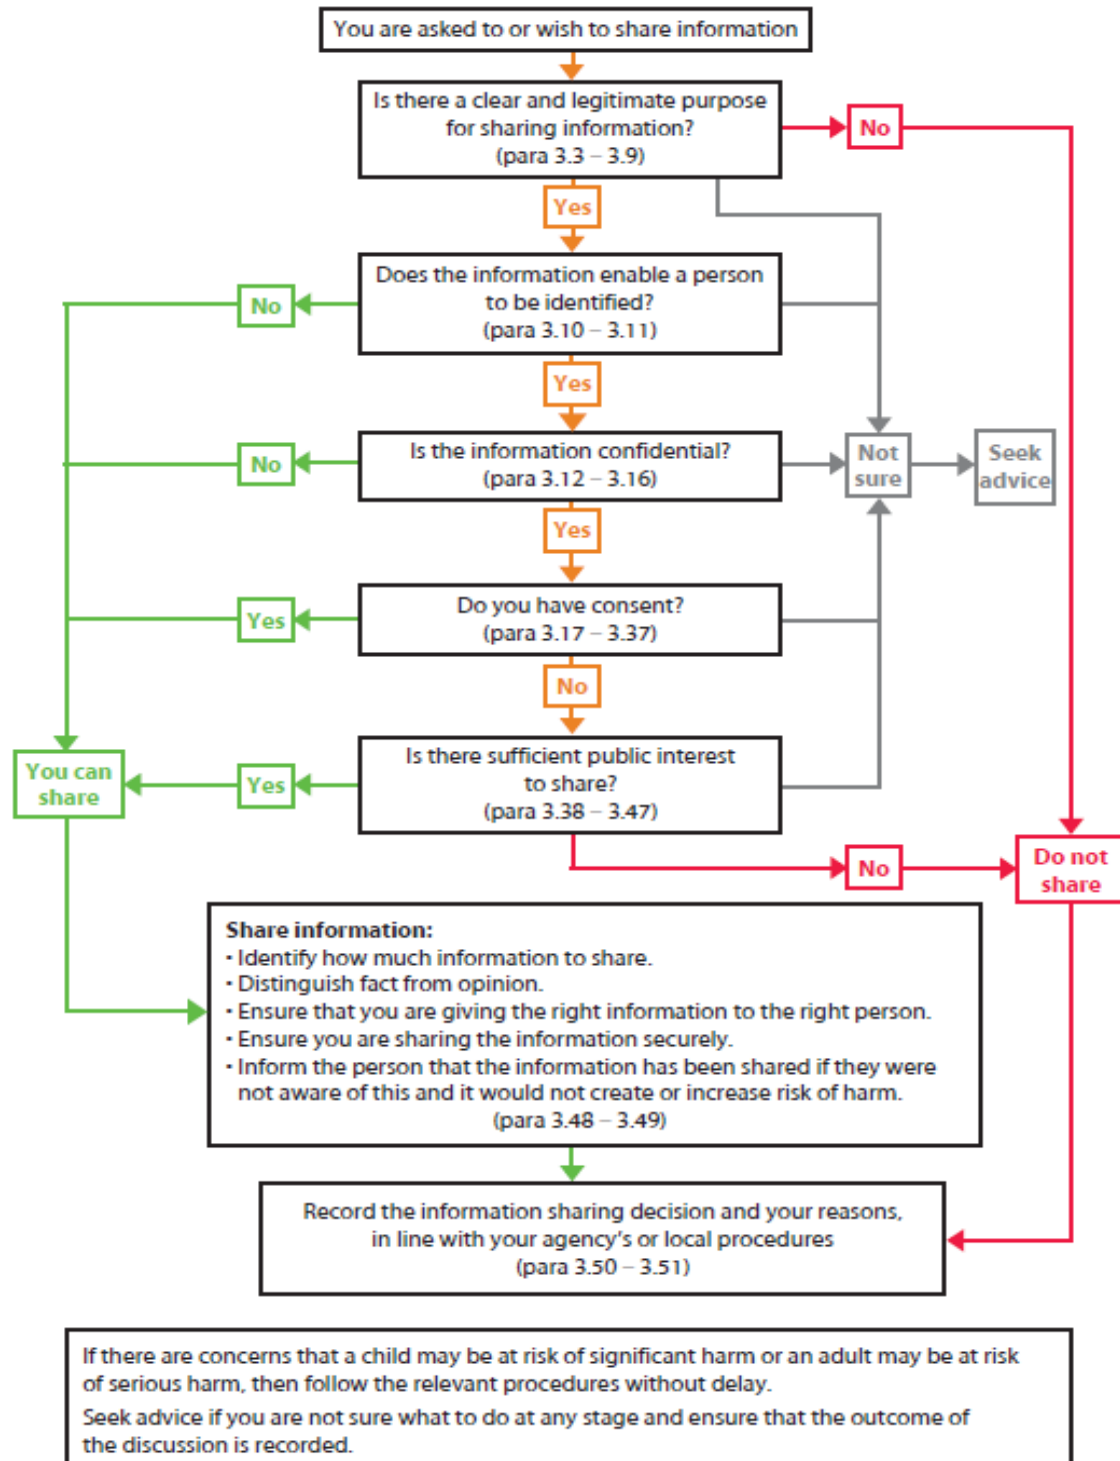 You are asked to or wish to share information
Is there a clear and legitimate purpose
for sharing information?
(para 3.3 – 3.9)
No
Yes
Does the information enable a person
to be identified?
(para 3.10 – 3.11)
No
Yes
Is the information confidential?
(para 3.12 – 3.16)
No
Not
sure
Seek
advice
Yes
Do you have consent?
(para 3.17 – 3.37)
Yes
No
Is there sufficient public interest
to share?
(para 3.38 – 3.47)
Yes
You can
share
No
Do not
share
Share information:
• Identify how much information to share.
• Distinguish fact from opinion.
• Ensure that you are giving the right information to the right person.
• Ensure you are sharing the information securely.
• Inform the person that the information has been shared if they were
not aware of this and it would not create or increase risk of harm.
(para 3.48 – 3.49)
Record the information sharing decision and your reasons,
in line with your agency's or local procedures
(para 3.50 – 3.51)
If there are concerns that a child may be at risk of significant harm or an adult may be at risk
of serious harm, then follow the relevant procedures without delay.
Seek advice if you are not sure what to do at any stage and ensure that the outcome of
the discussion is recorded.